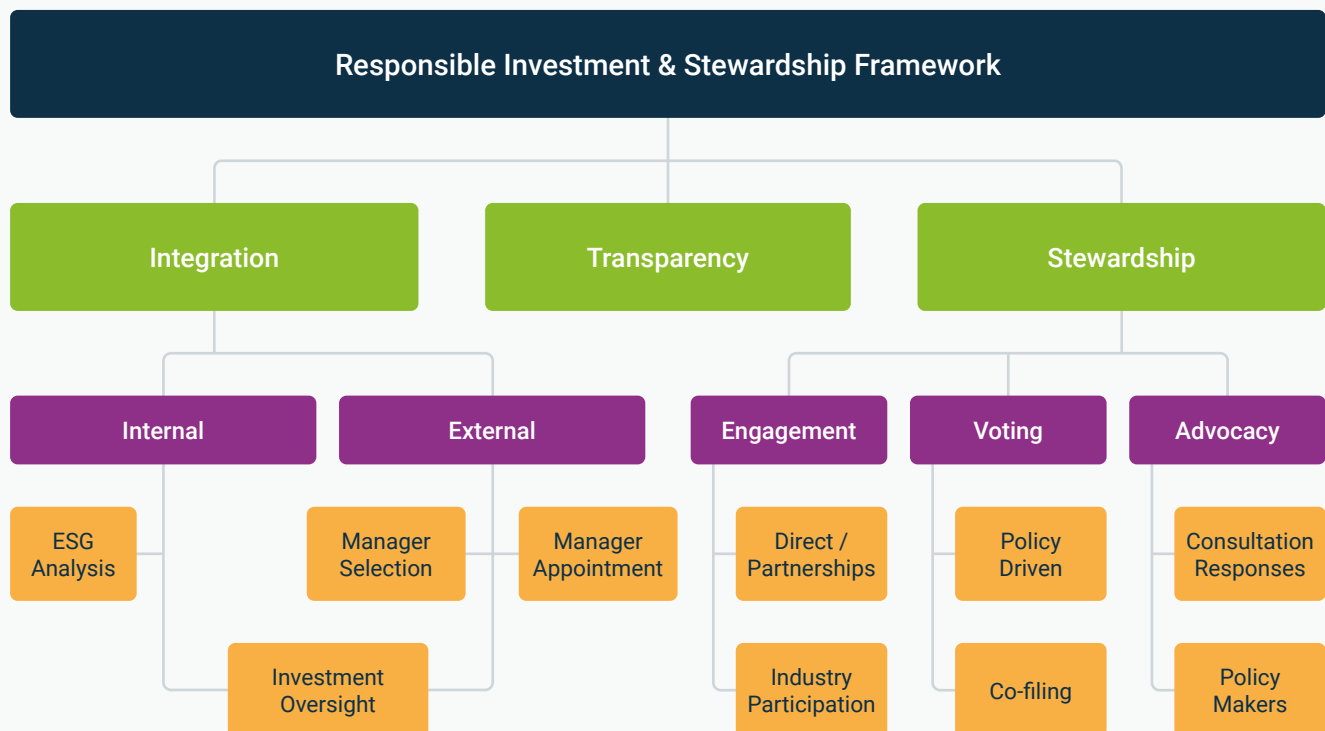 Responsible Investment & Stewardship Framework
Integration
Transparency
Stewardship
Internal
External
Engagement
Voting
Advocacy
ESG
Analysis
Manager
Selection
Manager
Appointment
Direct /
Partnerships
Policy
Driven
Consultation
Responses
Investment
Oversight
Industry
Participation
Co-filing
Policy
Makers